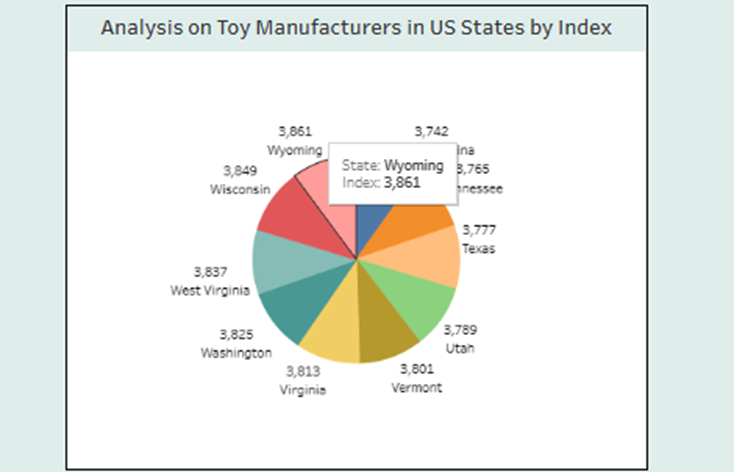 Analysis on Toy Manufacturers in US States by Index
3,861
Wyoming
3,742
State: Wyoming
Index: 3,861
3,849
Wisconsin
3,777
Texas
3,837
West Virginia
3,789
Utah
3,825
Washington
3,801
Vermont
3,813
Virginia